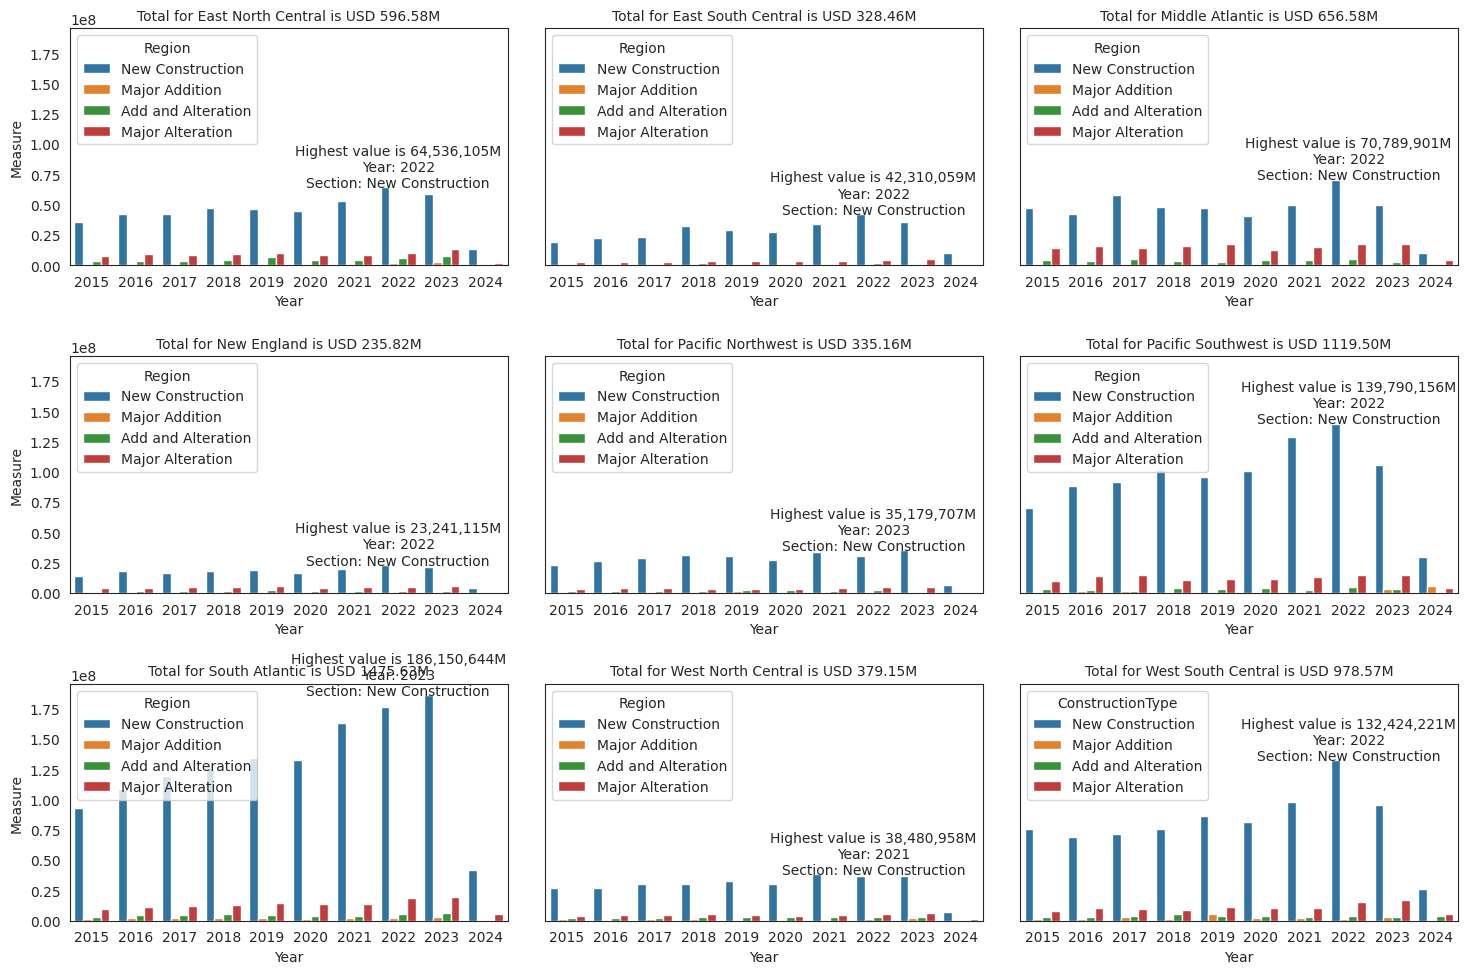 Total for East North Central is USD 596.58M
1e8
Measure
1.75
1.50
1.25
1.00
0.75
0.50
0.25
0.00
Region
New Construction
Major Addition
Add and Alteration
Major Alteration
Highest value is 64,536,105M
Year: 2022
Section: New Construction
2015 2016 2017 2018 2019 2020 2021 2022 2023 2024
Year
Total for East South Central is USD 328.46M
Region
New Construction
Major Addition
Add and Alteration
Major Alteration
Highest value is 42,310,059M
Year: 2022
Section: New Construction
2015 2016 2017 2018 2019 2020 2021 2022 2023 2024
Year
Total for Middle Atlantic is USD 656.58M
Region
New Construction
Major Addition
Add and Alteration
Major Alteration
Highest value is 70,789,901M
Year: 2022
Section: New Construction
2015 2016 2017 2018 2019 2020 2021 2022 2023 2024
Year
Total for New England is USD 235.82M
Measure
1.75
1.50
1.25
1.00
0.75
0.50
0.25
0.00
Region
New Construction
Major Addition
Add and Alteration
Major Alteration
Highest value is 23,241,115M
Year: 2022
Section: New Construction
2015 2016 2017 2018 2019 2020 2021 2022 2023 2024
Year
Total for Pacific Northwest is USD 335.16M
Region
New Construction
Major Addition
Add and Alteration
Major Alteration
Highest value is 35,179,707M
Year: 2023
Section: New Construction
2015 2016 2017 2018 2019 2020 2021 2022 2023 2024
Year
Total for Pacific Southwest is USD 1119.50M
Region
New Construction
Major Addition
Add and Alteration
Major Alteration
Highest value is 139,790,156M
Year: 2022
Section: New Construction
2015 2016 2017 2018 2019 2020 2021 2022 2023 2024
Year
Total for South Atlantic is USD 1475.63M
1e8
Measure
1.75
1.50
1.25
1.00
0.75
0.50
0.25
0.00
Region
New Construction
Major Addition
Add and Alteration
Major Alteration
Highest value is 186,150,644M
Year: 2023
Section: New Construction
2015 2016 2017 2018 2019 2020 2021 2022 2023 2024
Year
Total for West North Central is USD 379.15M
Region
New Construction
Major Addition
Add and Alteration
Major Alteration
Highest value is 38,480,958M
Year: 2021
Section: New Construction
2015 2016 2017 2018 2019 2020 2021 2022 2023 2024
Year
Total for West South Central is USD 978.57M
ConstructionType
New Construction
Major Addition
Add and Alteration
Major Alteration
Highest value is 132,424,221M
Year: 2022
Section: New Construction
2015 2016 2017 2018 2019 2020 2021 2022 2023 2024
Year